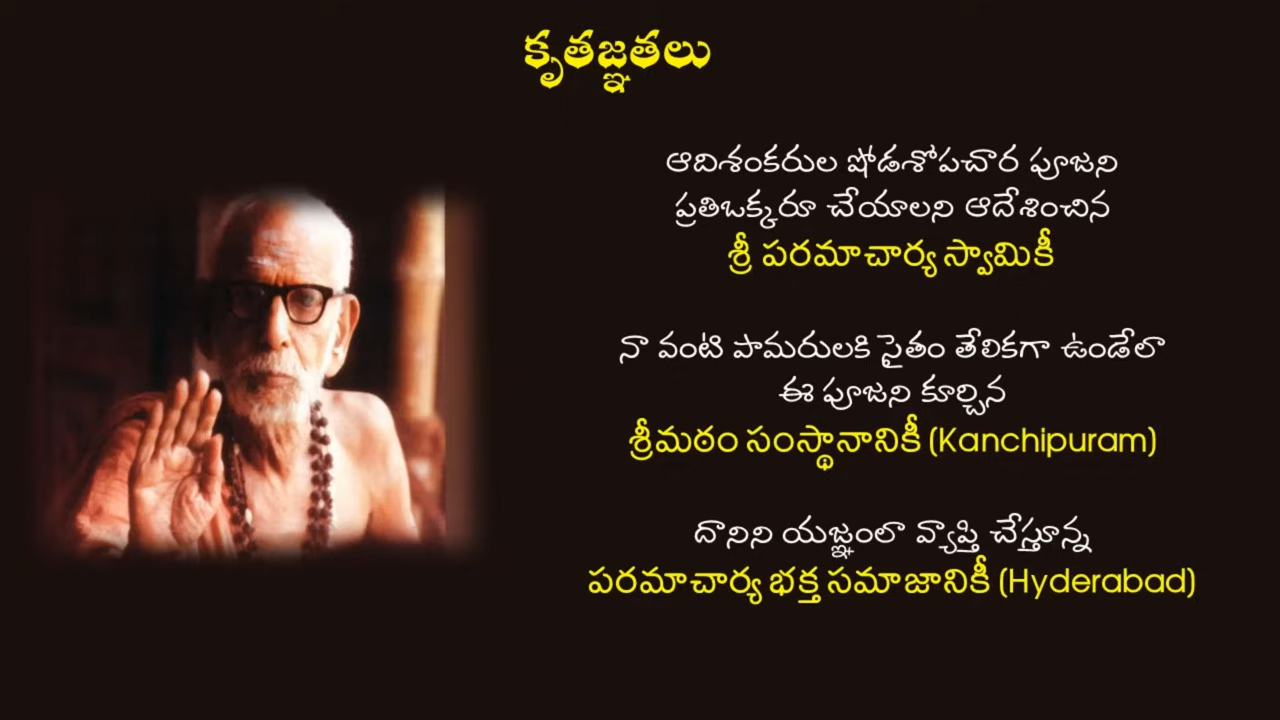 కృతజ్ఞతలు
ఆదిశంకరుల షోడశోపచార పూజని
ప్రతిఒక్కరూ చేయాలని ఆదేశించిన
శ్రీ పరమాచార్య స్వామికీ
నా వంటి పామరులకి సైతం తేలికగా ఉండేలా
ఈ పూజని కూర్చిన
శ్రీమఠం సంస్థానానికీ (Kanchipuram)
దానిని యజ్ఞంలా వ్యాప్తి చేస్తూన్న
పరమాచార్య భక్త సమాజానికీ (Hyderabad)